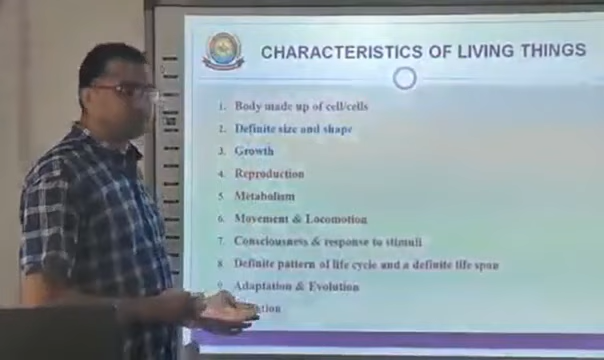 CHARACTERISTICS OF LIVING THINGS
1. Body made up of cell/cells
2. Definite size and shape
3. Growth
4. Reproduction
5. Metabolism
6. Movement & Locomotion
7. Consciousness & response to stimuli
8. Definite pattern of life cycle and a definite life span
9. Adaptation & Evolution